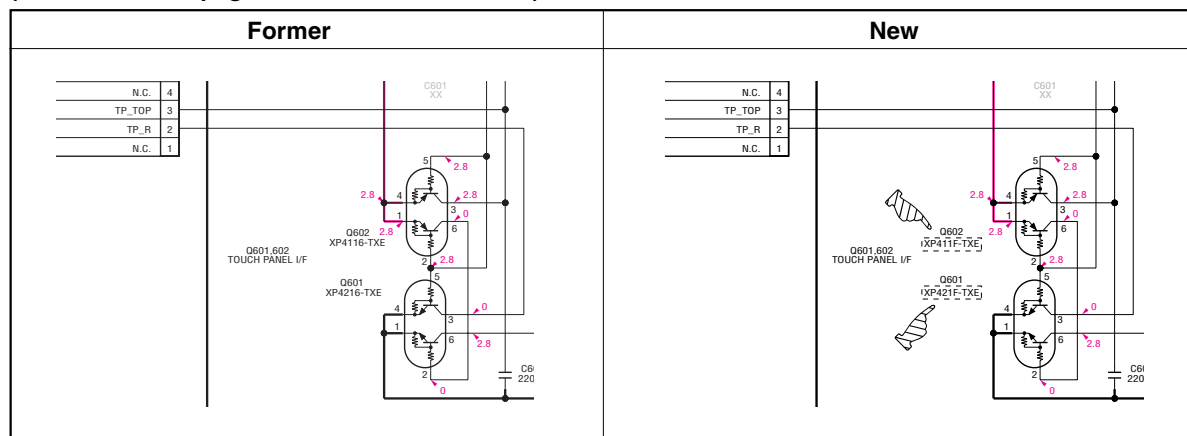 Former
New
C601
XX
N.C. 4
TP_TOP 3
TP_R 2
N.C. 1
5
2.8
2.8
4
2.8
3
0
1
6
2.8
Q602
XP4116-TXE
Q601,602
TOUCH PANEL I/F
2
2.8
5
Q601
XP4216-TXE
4
0
3
1
6
2.8
2
0
220
C601
XX
N.C. 4
TP_TOP 3
TP_R 2
N.C. 1
5
2.8
2.8
4
2.8
3
0
1
6
2.8
Q602
XP411F-TXE
Q601,602
TOUCH PANEL I/F
2
2.8
5
Q601
XP421F-TXE
4
0
3
1
6
2.8
2
0
220